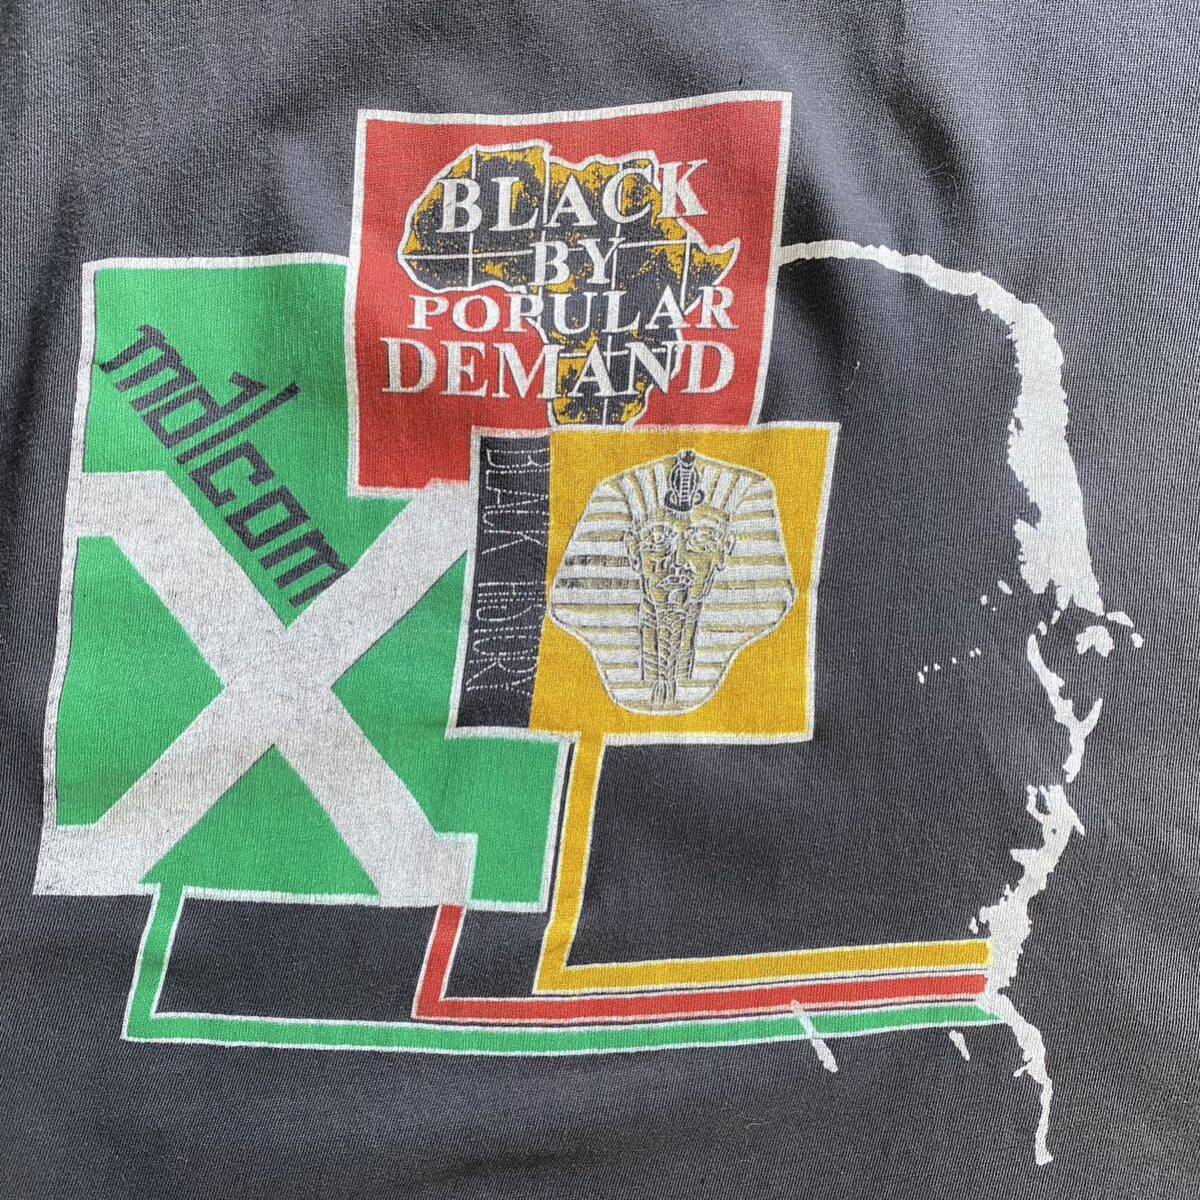 BLACK
BY
POPULAR
DEMAND
malcom
X
BLACK HISTORY